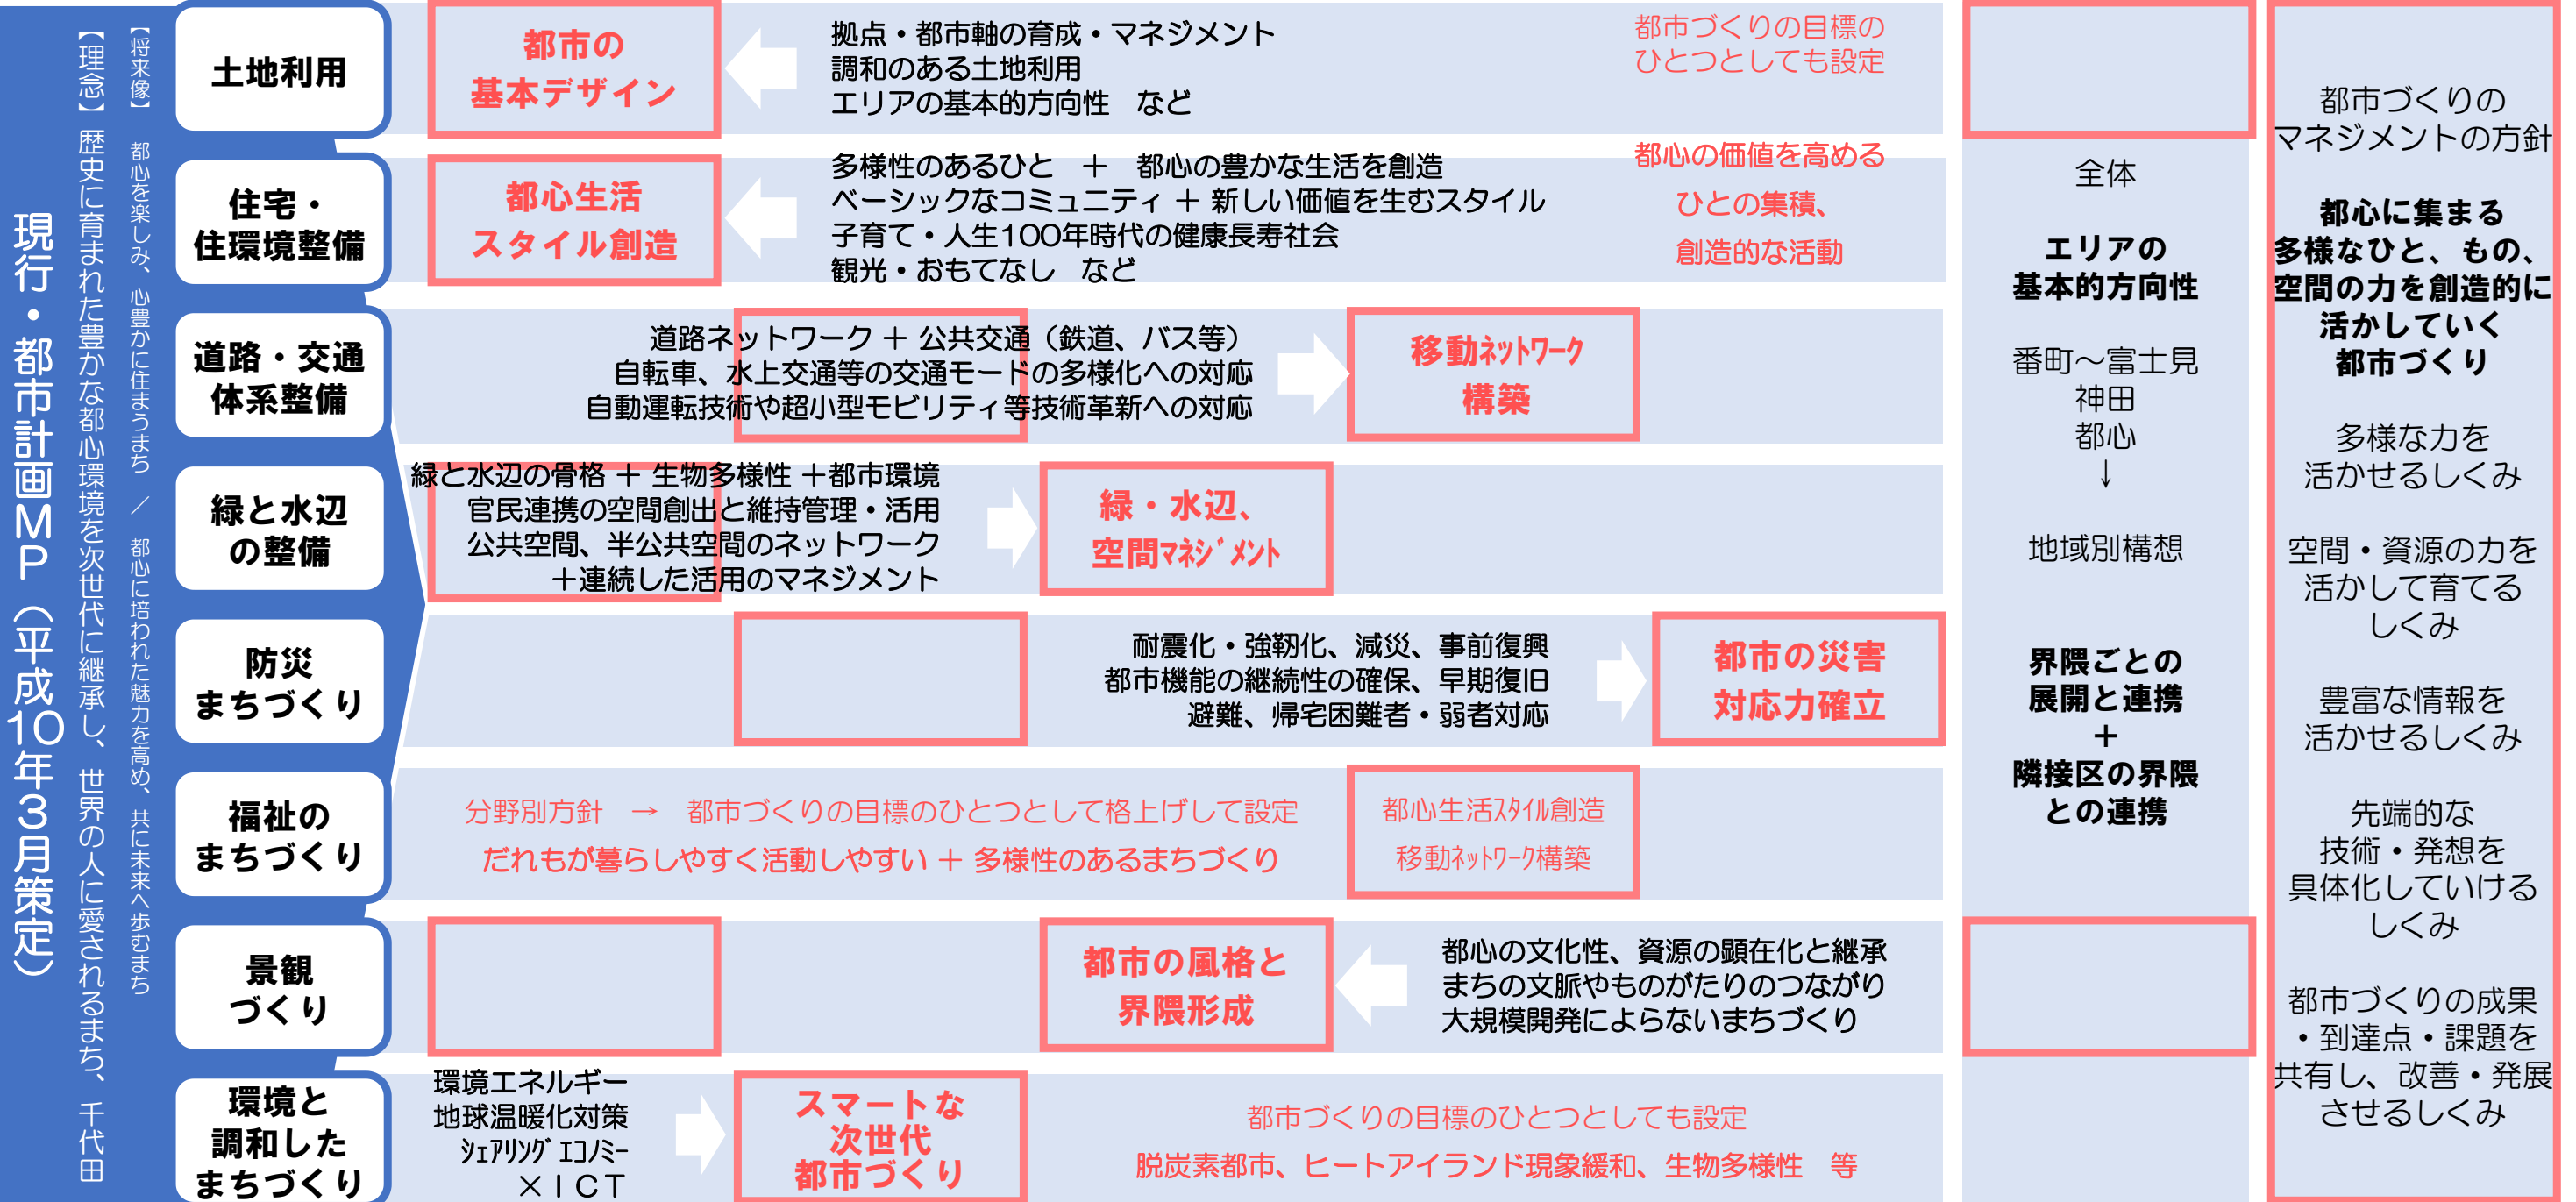 現行・都市計画ＭＰ（平成10年３月策定）
【理念】歴史に育まれた豊かな都心環境を次世代に継承し、世界の人に愛されるまち、千代田
【将来像】　都心を楽しみ、心豊かに住まうまち　／　都心に培われた魅力を高め、共に未来へ歩むまち
土地利用
都市の
基本デザイン
拠点・都市軸の育成・マネジメント
調和のある土地利用
エリアの基本的方向性　など
都市づくりの目標の
ひとつとしても設定
住宅・
住環境整備
都心生活
スタイル創造
多様性のあるひと　＋　都心の豊かな生活を創造
ベーシックなコミュニティ ＋ 新しい価値を生むスタイル
子育て・人生100年時代の健康長寿社会
観光・おもてなし　など
都心の価値を高める
ひとの集積、
創造的な活動
道路・交通
体系整備
道路ネットワーク ＋ 公共交通（鉄道、バス等）
自転車、水上交通等の交通モードの多様化への対応
自動運転技術や超小型モビリティ等技術革新への対応
移動ﾈｯﾄﾜｰｸ
構築
緑と水辺
の整備
緑と水辺の骨格 ＋ 生物多様性 ＋都市環境
官民連携の空間創出と維持管理・活用
公共空間、半公共空間のネットワーク
＋連続した活用のマネジメント
緑・水辺、
空間ﾏﾈｼﾞﾒﾝﾄ
防災
まちづくり
耐震化・強靭化、減災、事前復興
都市機能の継続性の確保、早期復旧
避難、帰宅困難者・弱者対応
都市の災害
対応力確立
福祉の
まちづくり
分野別方針　→　都市づくりの目標のひとつとして格上げして設定
だれもが暮らしやすく活動しやすい ＋ 多様性のあるまちづくり
都心生活ｽﾀｲﾙ創造
移動ﾈｯﾄﾜｰｸ構築
景観
づくり
都市の風格と
界隈形成
都心の文化性、資源の顕在化と継承
まちの文脈やものがたりのつながり
大規模開発によらないまちづくり
環境と
調和した
まちづくり
環境エネルギー
地球温暖化対策
ｼｪｱﾘﾝｸﾞｴｺﾉﾐｰ
×ＩＣＴ
スマートな
次世代
都市づくり
都市づくりの目標のひとつとしても設定
脱炭素都市、ヒートアイランド現象緩和、生物多様性　等
全体
エリアの
基本的方向性
番町～富士見
神田
都心
↓
地域別構想
界隈ごとの
展開と連携
＋
隣接区の界隈
との連携
都市づくりの
マネジメントの方針
都心に集まる
多様なひと、もの、
空間の力を創造的に
活かしていく
都市づくり
多様な力を
活かせるしくみ
空間・資源の力を
活かして育てる
しくみ
豊富な情報を
活かせるしくみ
先端的な
技術・発想を
具体化していける
しくみ
都市づくりの成果
・到達点・課題を
共有し、改善・発展
させるしくみ